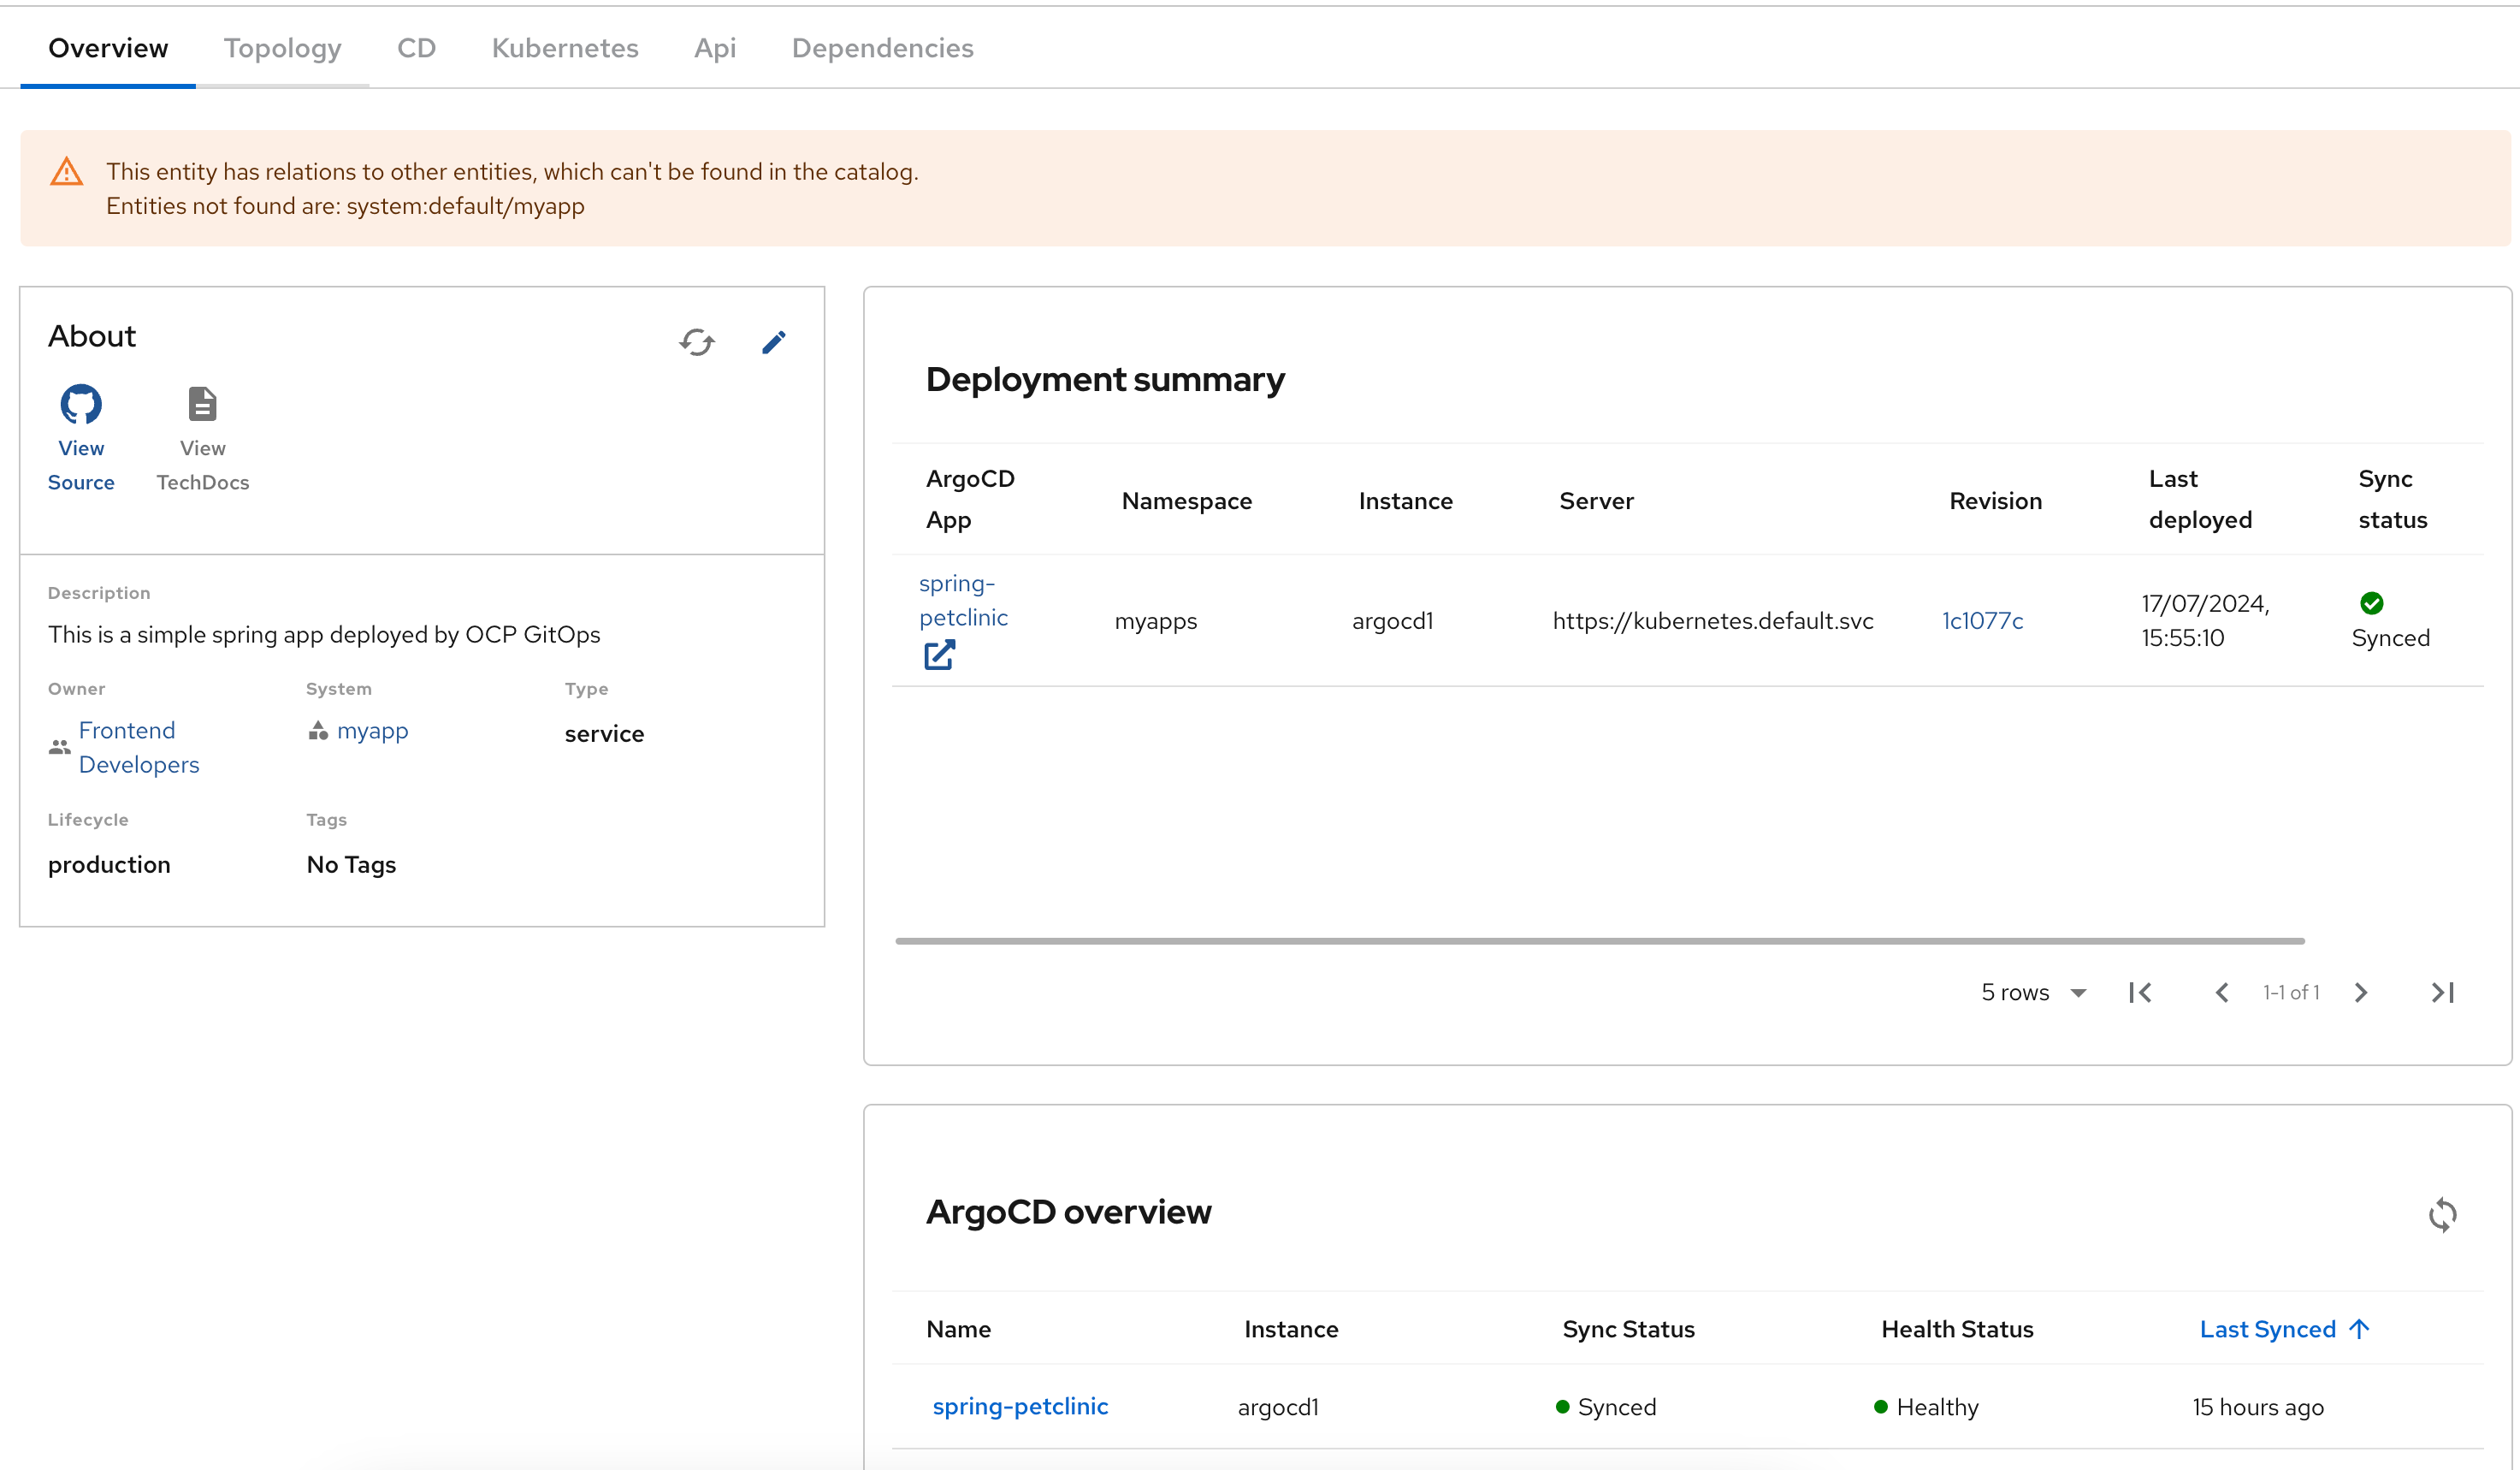 Overview Topology CD Kubernetes Api Dependencies
This entity has relations to other entities, which can't be found in the catalog.
Entities not found are: system:default/myapp
About
View Source
View TechDocs
Description
This is a simple spring app deployed by OCP GitOps
Owner System Type
Frontend Developers myapp service
Lifecycle Tags
production No Tags
Deployment summary
ArgoCD App Namespace Instance Server Revision Last deployed Sync status
spring-petclinic myapps argocd1 https://kubernetes.default.svc 1c1077c 17/07/2024, 15:55:10 Synced
5 rows 1-1 of 1
ArgoCD overview
Name Instance Sync Status Health Status Last Synced
spring-petclinic argocd1 Synced Healthy 15 hours ago